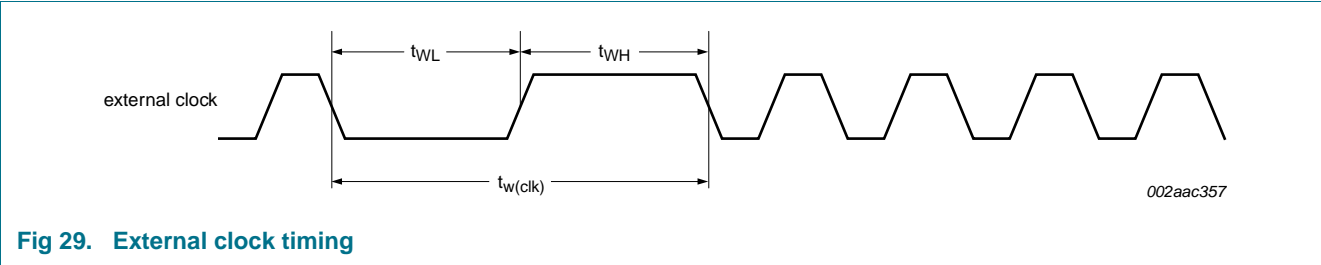 tWL
tWH
external clock
tw(clk)
002aac357
Fig 29. External clock timing